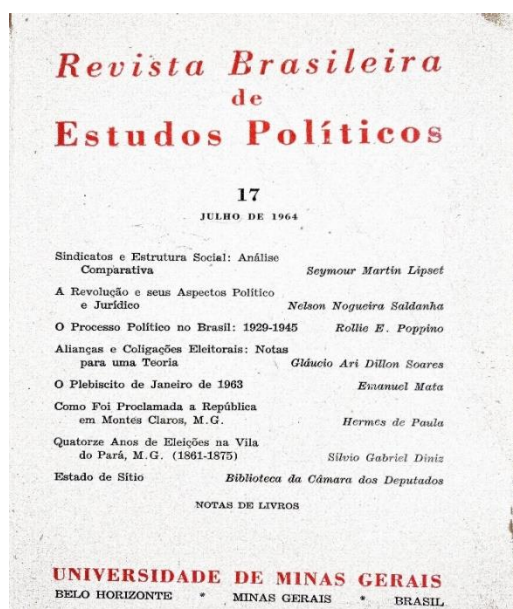 Revista Brasileira
de
Estudos Políticos
17
JULHO DE 1964
Sindicatos e Estrutura Social: Análise
Comparativa Seymour Martin Lipset
A Revolução e seus Aspectos Político
e Jurídico Nelson Nogueira Saldanha
O Processo Político no Brasil: 1929-1945 Rollie E. Poppino
Alianças e Coligações Eleitorais: Notas
para uma Teoria Gláucio Ari Dillon Soares
O Plebiscito de Janeiro de 1963 Emanuel Mata
Como Foi Proclamada a República
em Montes Claros, M.G. Hermes de Paula
Quatorze Anos de Eleições na Vila
do Pará, M.G. (1861-1875) Silvio Gabriel Diniz
Estado de Sítio Biblioteca da Câmara dos Deputados
NOTAS DE LIVROS
UNIVERSIDADE DE MINAS GERAIS
BELO HORIZONTE * MINAS GERAIS * BRASIL